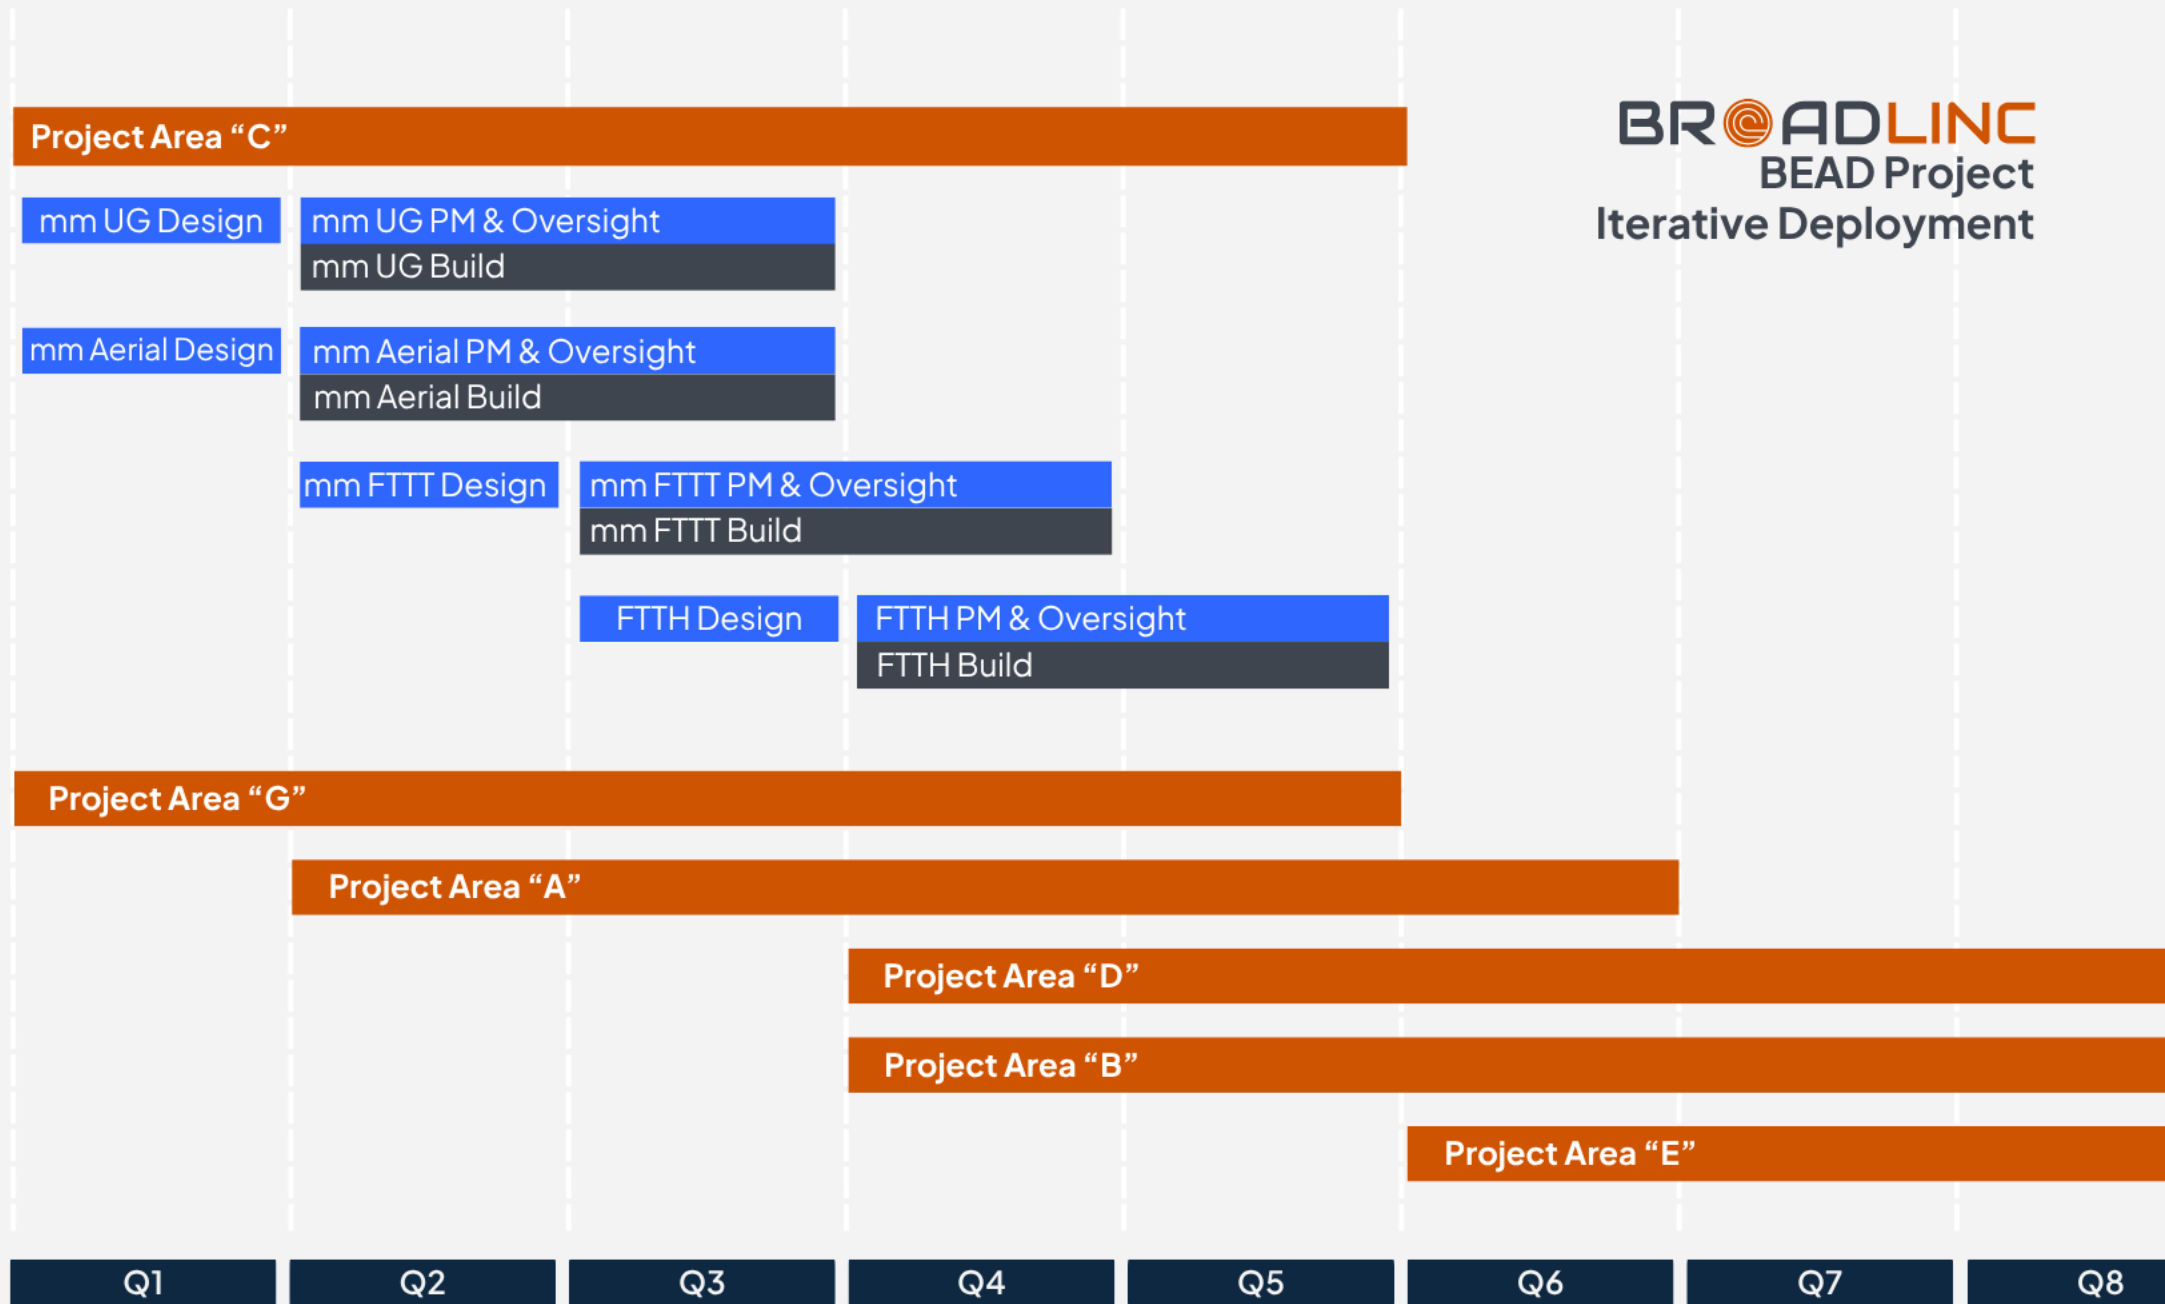 BROADLINC
BEAD Project
Iterative Deployment
Project Area “C”
mm UG Design
mm UG PM & Oversight
mm UG Build
mm Aerial Design
mm Aerial PM & Oversight
mm Aerial Build
mm FTTT Design
mm FTTT PM & Oversight
mm FTTT Build
FTTH Design
FTTH PM & Oversight
FTTH Build
Project Area “G”
Project Area “A”
Project Area “D”
Project Area “B”
Project Area “E”
Q1
Q2
Q3
Q4
Q5
Q6
Q7
Q8